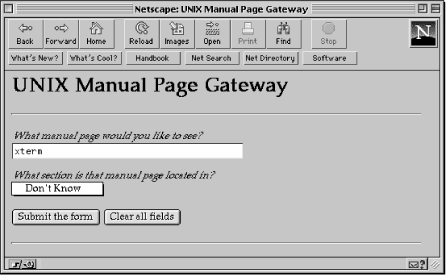 Netscape: UNIX Manual Page Gateway
Back Forward Home Reload Images Open Print Find Stop
N
What's New? What's Cool? Handbook Net Search Net Directory Software
UNIX Manual Page Gateway
What manual page would you like to see?
xterm
What section is that manual page located in?
Don't Know
Submit the form Clear all fields
?